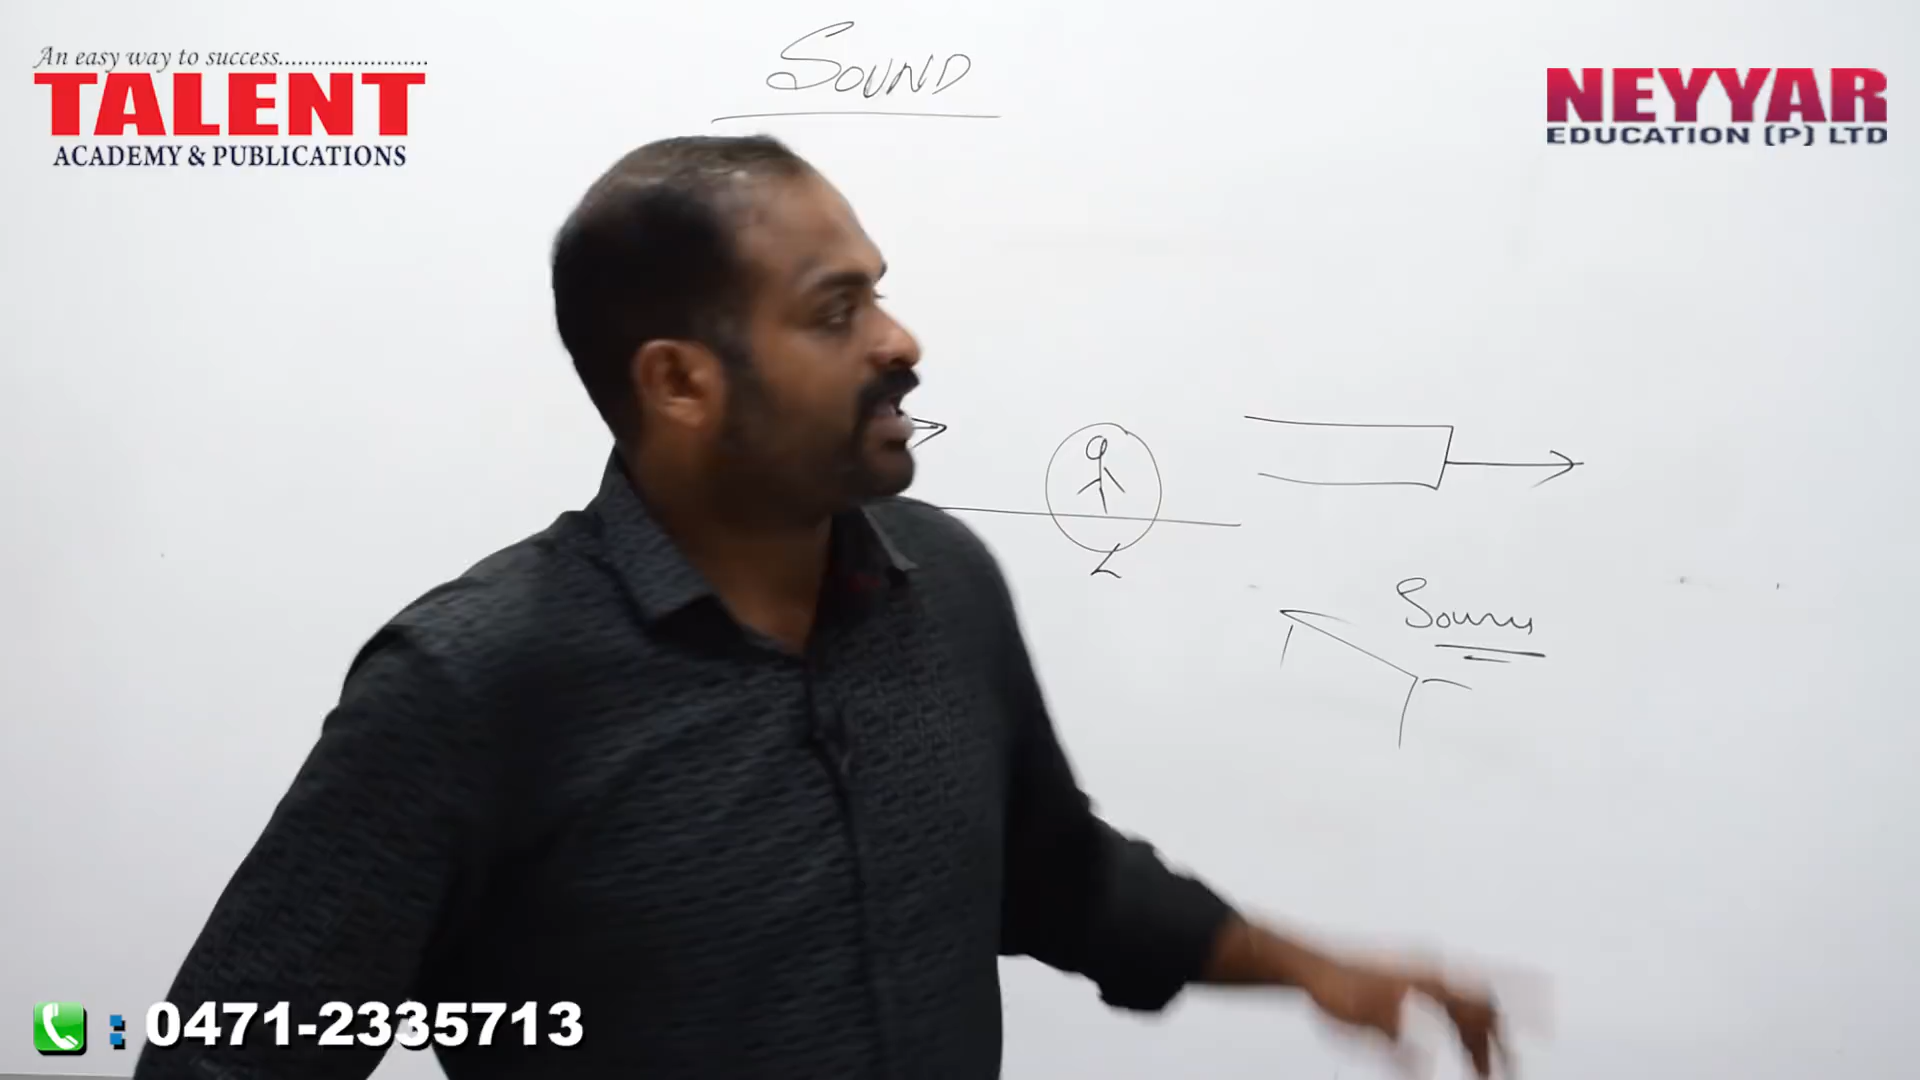 An easy way to success......................
TALENT
ACADEMY & PUBLICATIONS
SOUND
NEYYAR
EDUCATION (P) LTD
L
: 0471-2335713